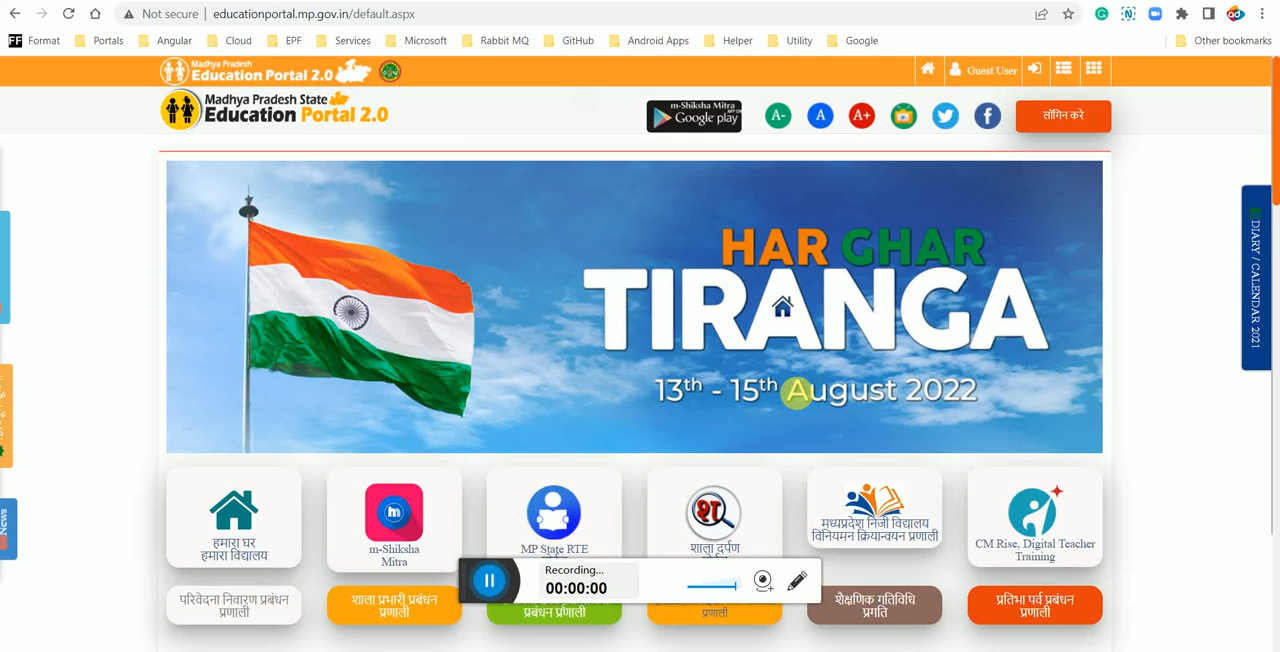 Not secure | educationportal.mp.gov.in/default.aspx
Format Portals Angular Cloud EPF Services Microsoft Rabbit MQ GitHub Android Apps Helper Utility Google Other bookmarks
Madhya Pradesh
Education Portal 2.0
Guest User
Madhya Pradesh State
Education Portal 2.0
m-Shiksha Mitra
Google play
A- A A+
लॉगिन करे
HAR GHAR
TIRANGA
13th - 15th August 2022
DIARY / CALENDAR 2021
News
हमारा घर
हमारा विद्यालय
m-Shiksha
Mitra
MP State RTE
शाला दर्पण
मध्यप्रदेश निजी विद्यालय
विनियमन क्रियान्वयन प्रणाली
CM Rise, Digital Teacher
Training
Recording...
00:00:00
परिवेदना निवारण प्रबंधन
प्रणाली
शाला प्रभारी प्रबंधन
प्रणाली
प्रबंधन प्रणाली
प्रणाली
शैक्षणिक गतिविधि
प्रगति
प्रतिभा पर्व प्रबंधन
प्रणाली